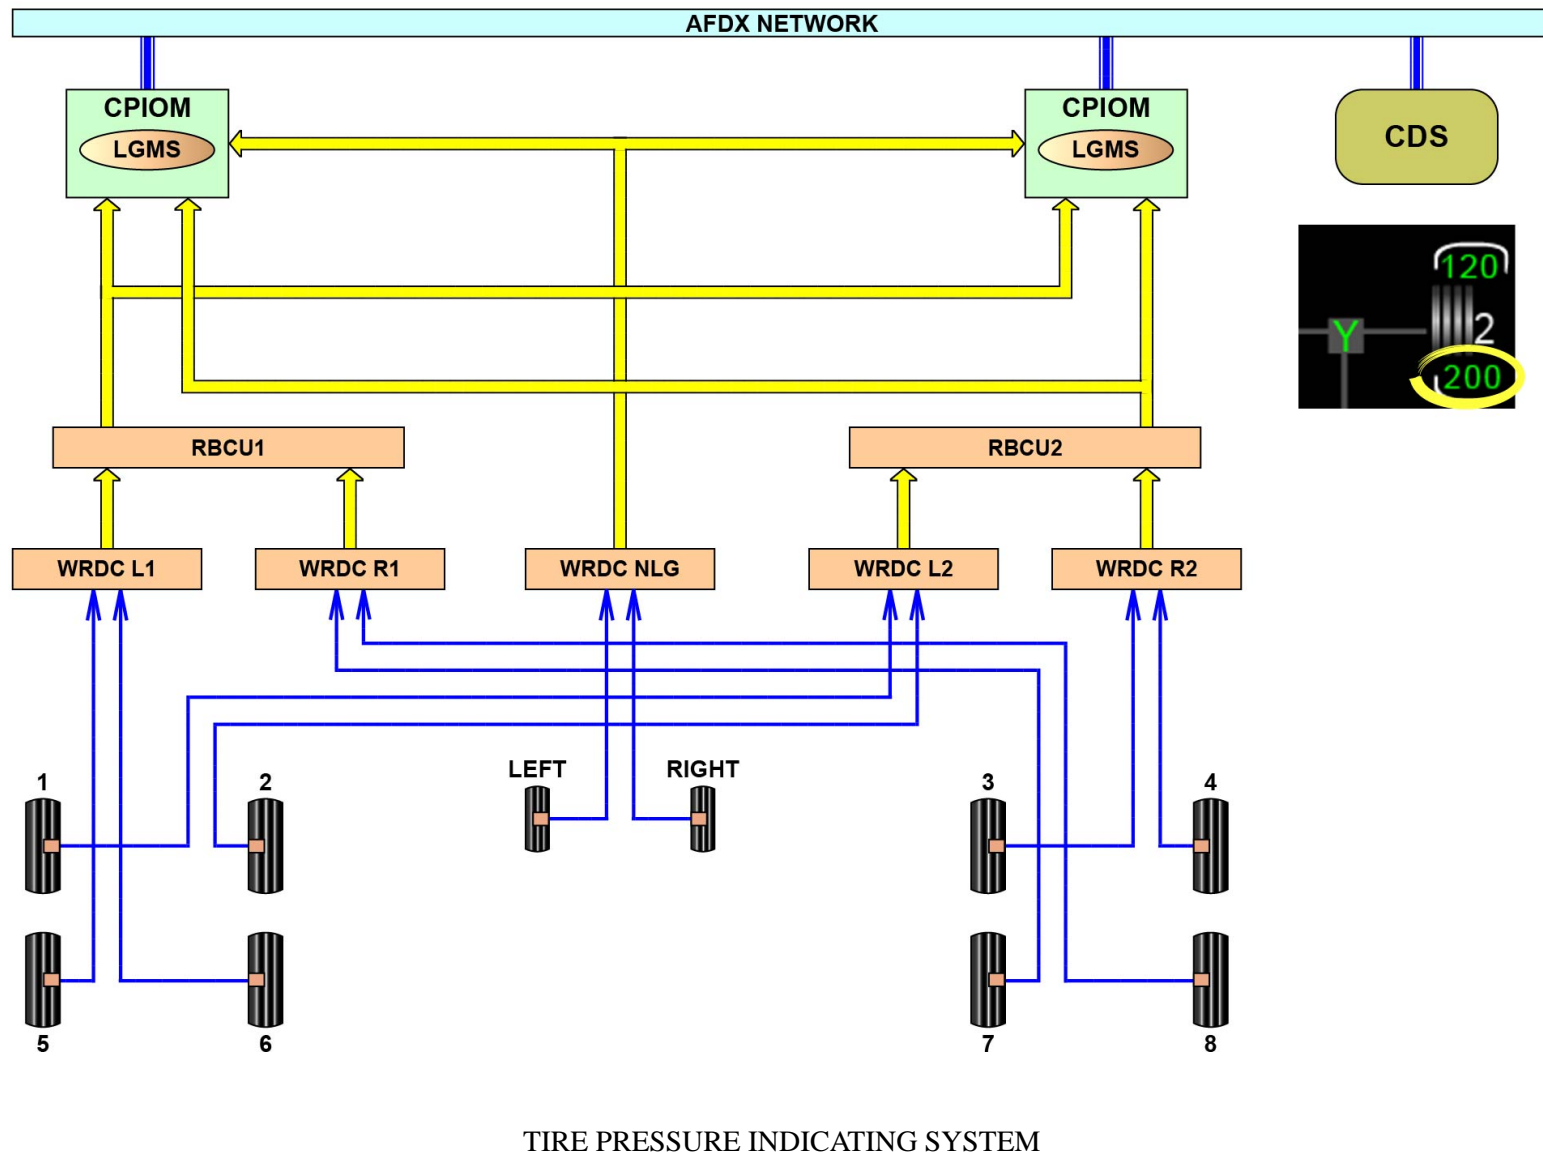 AFDX NETWORK
CPIOM
LGMS
CPIOM
LGMS
CDS
120
Y
2
200
RBCU1
RBCU2
WRDC L1
WRDC R1
WRDC NLG
WRDC L2
WRDC R2
LEFT
RIGHT
1
2
3
4
5
6
7
8
TIRE PRESSURE INDICATING SYSTEM